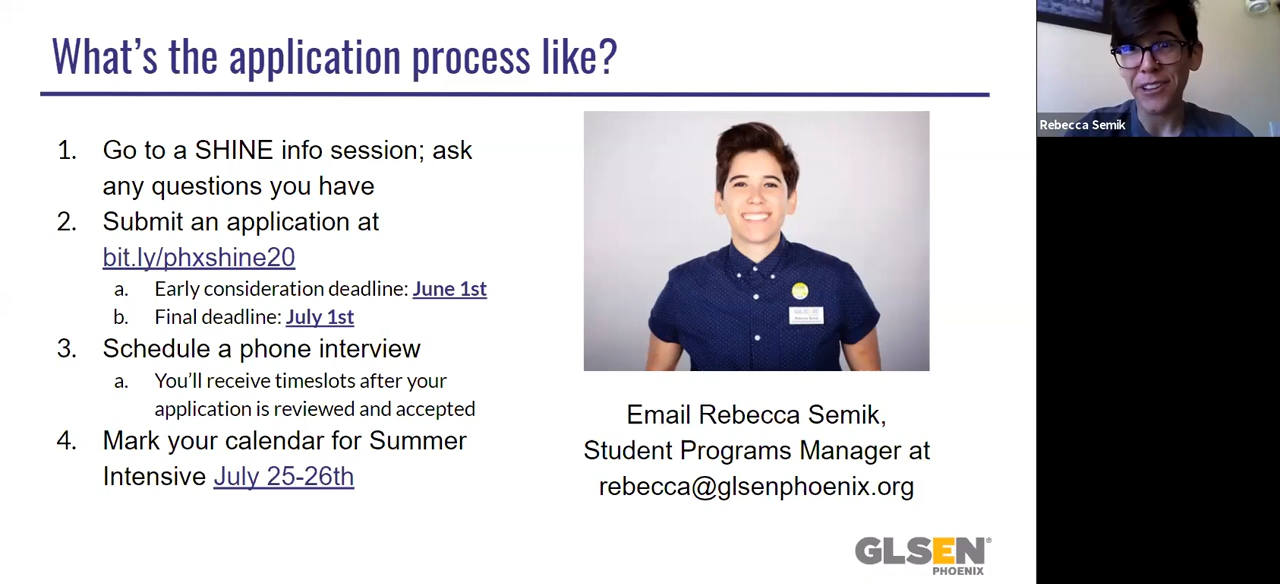 What's the application process like?
1. Go to a SHINE info session; ask
any questions you have
2. Submit an application at
bit.ly/phxshine20
a. Early consideration deadline: June 1st
b. Final deadline: July 1st
3. Schedule a phone interview
a. You'll receive timeslots after your
application is reviewed and accepted
4. Mark your calendar for Summer
Intensive July 25-26th
Email Rebecca Semik,
Student Programs Manager at
rebecca@glsenphoenix.org
GLSEN®
PHOENIX
Rebecca Semik